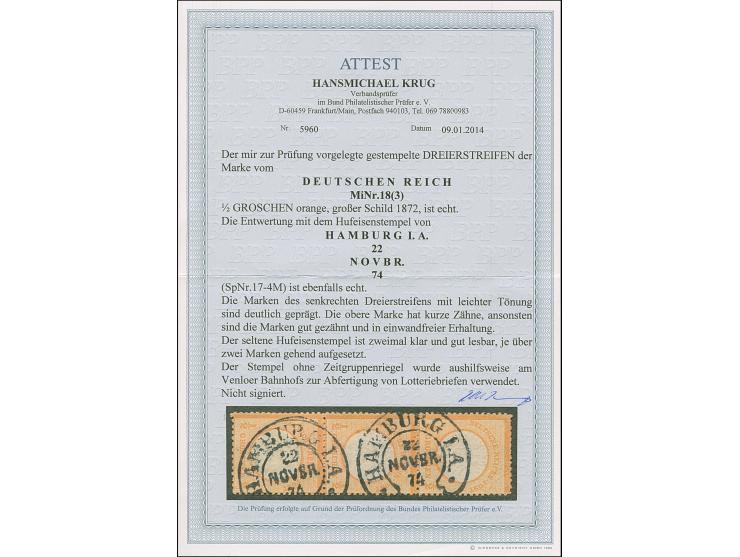 ATTEST
HANSMICHAEL KRUG
Verbandsprüfer
im Bund Philatelistischer Prüfer e. V.
D-60459 Frankfurt/Main, Postfach 940103, Tel. 069 78800983
Nr. 5960 Datum 09.01.2014
Der mir zur Prüfung vorgelegte gestempelte DREIERSTREIFEN der
Marke vom
DEUTSCHEN REICH
MiNr.18(3)
½ GROSCHEN orange, großer Schild 1872, ist echt.
Die Entwertung mit dem Hufeisenstempel von
HAMBURG I.A.
22
NOVBR.
74
(SpNr.17-4M) ist ebenfalls echt.
Die Marken des senkrechten Dreierstreifens mit leichter Tönung
sind deutlich geprägt. Die obere Marke hat kurze Zähne, ansonsten
sind die Marken gut gezähnt und in einwandfreier Erhaltung.
Der seltene Hufeisenstempel ist zweimal klar und gut lesbar, je über
zwei Marken gehend aufgesetzt.
Der Stempel ohne Zeitgruppenriegel wurde aushilfsweise am
Venloer Bahnhofs zur Abfertigung von Lotteriebriefen verwendet.
Nicht signiert.
HAMBURG I.A.
22
NOVBR.
74
HAMBURG I.A.
22
NOVBR.
74
Die Prüfung erfolgte auf Grund der Prüfordnung des Bundes Philatelistischer Prüfer e.V.